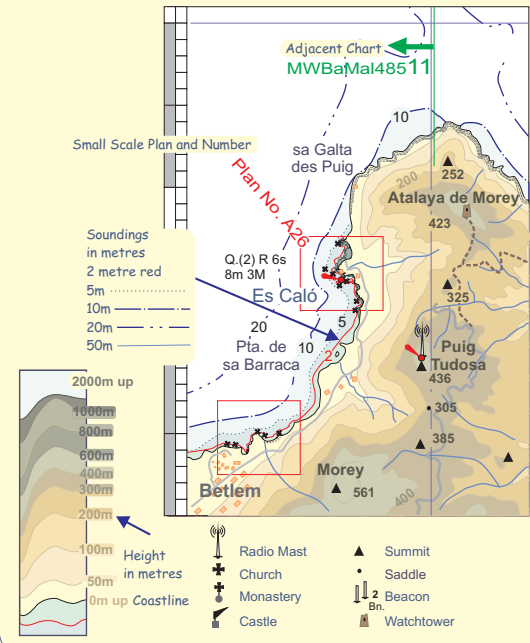 Adjacent Chart
MWBaMal48511
10
Small Scale Plan and Number
sa Galta
des Puig
200
252
Plan No. A26
Atalaya de Morey
423
Soundings
in metres
2 metre red
5m
10m
20m
50m
Q.(2) R 6s
8m 3M
Es Caló
325
20
5
10
2
Pta. de
sa Barraca
Puig
Tudosa
436
305
385
2000m up
1000m
800m
600m
400m
300m
200m
100m
50m
0m up Coastline
Height
in metres
Betlem
Morey
561
400
Radio Mast
Church
Monastery
Castle
Summit
Saddle
2
Bn.
Beacon
Watchtower